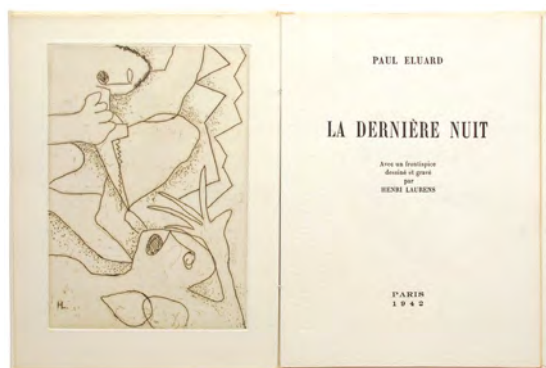 HL
PAUL ELUARD
LA DERNIÈRE NUIT
Avec un frontispice
dessiné et gravé
par
HENRI LAURENS
PARIS
1942